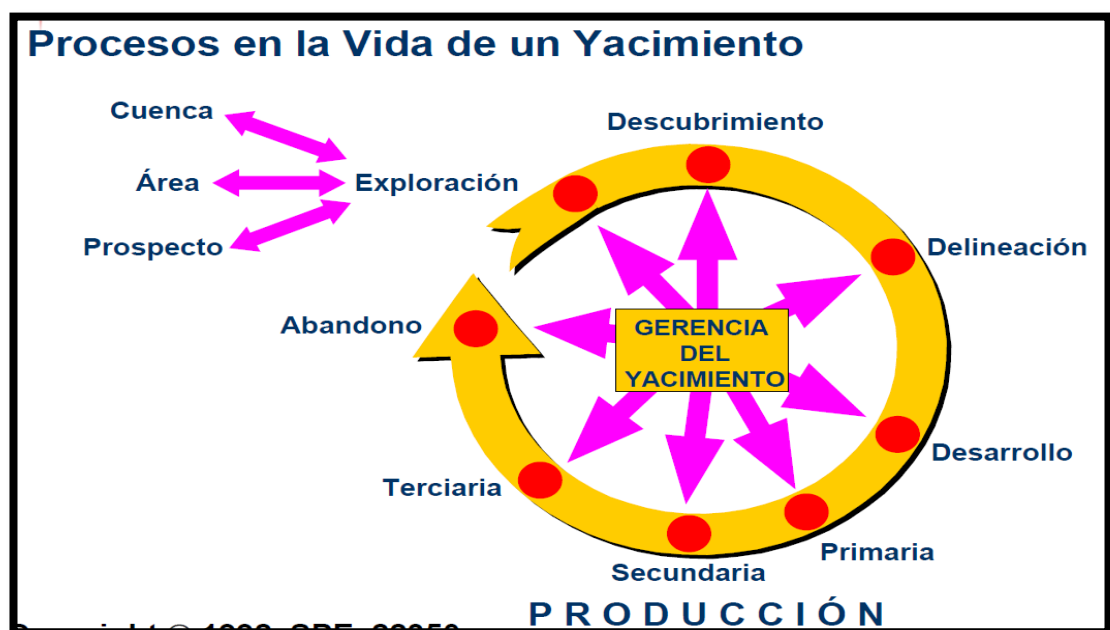 Procesos en la Vida de un Yacimiento
Cuenca
Área
Prospecto
Exploración
Descubrimiento
Delineación
Desarrollo
Primaria
Secundaria
Terciaria
Abandono
GERENCIA
DEL
YACIMIENTO
PRODUCCIÓN